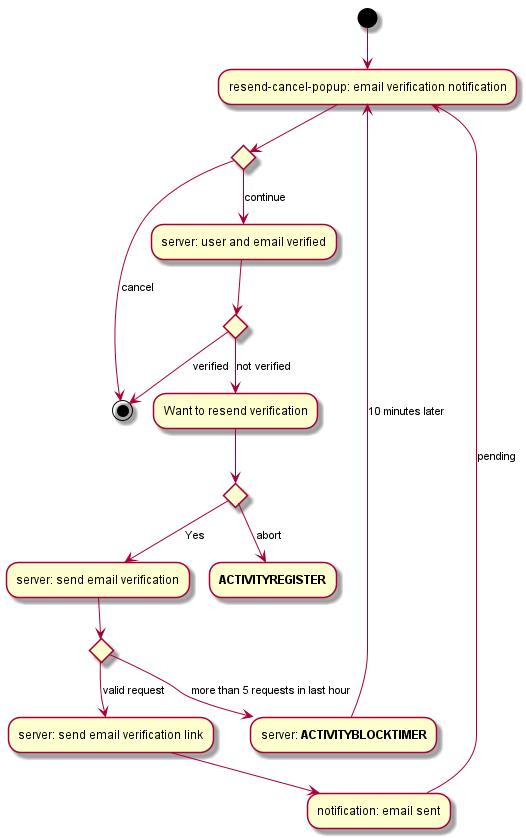 resend-cancel-popup: email verification notification
continue
server: user and email verified
cancel
verified
not verified
Want to resend verification
10 minutes later
pending
Yes
abort
server: send email verification
ACTIVITYREGISTER
valid request
more than 5 requests in last hour
server: send email verification link
server: ACTIVITYBLOCKTIMER
notification: email sent